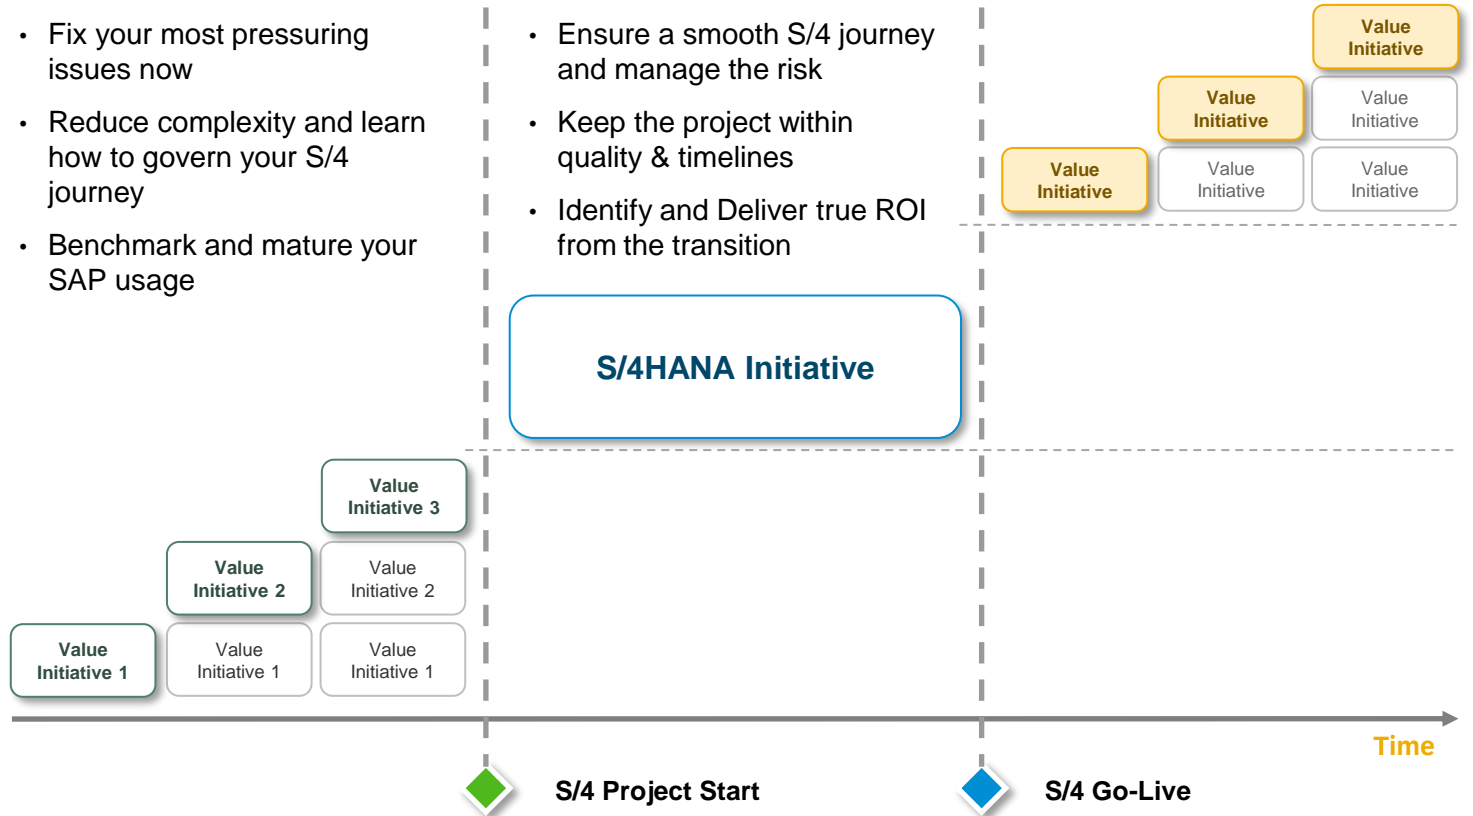 • Fix your most pressuring
issues now
• Reduce complexity and learn
how to govern your S/4
journey
• Benchmark and mature your
SAP usage
• Ensure a smooth S/4 journey
and manage the risk
• Keep the project within
quality & timelines
• Identify and Deliver true ROI
from the transition
Value
Initiative
Value
Initiative
Value
Initiative
Value
Initiative
Value
Initiative
Value
Initiative
S/4HANA Initiative
Value
Initiative 3
Value
Initiative 2
Value
Initiative 2
Value
Initiative 1
Value
Initiative 1
Value
Initiative 1
Time
S/4 Project Start
S/4 Go-Live